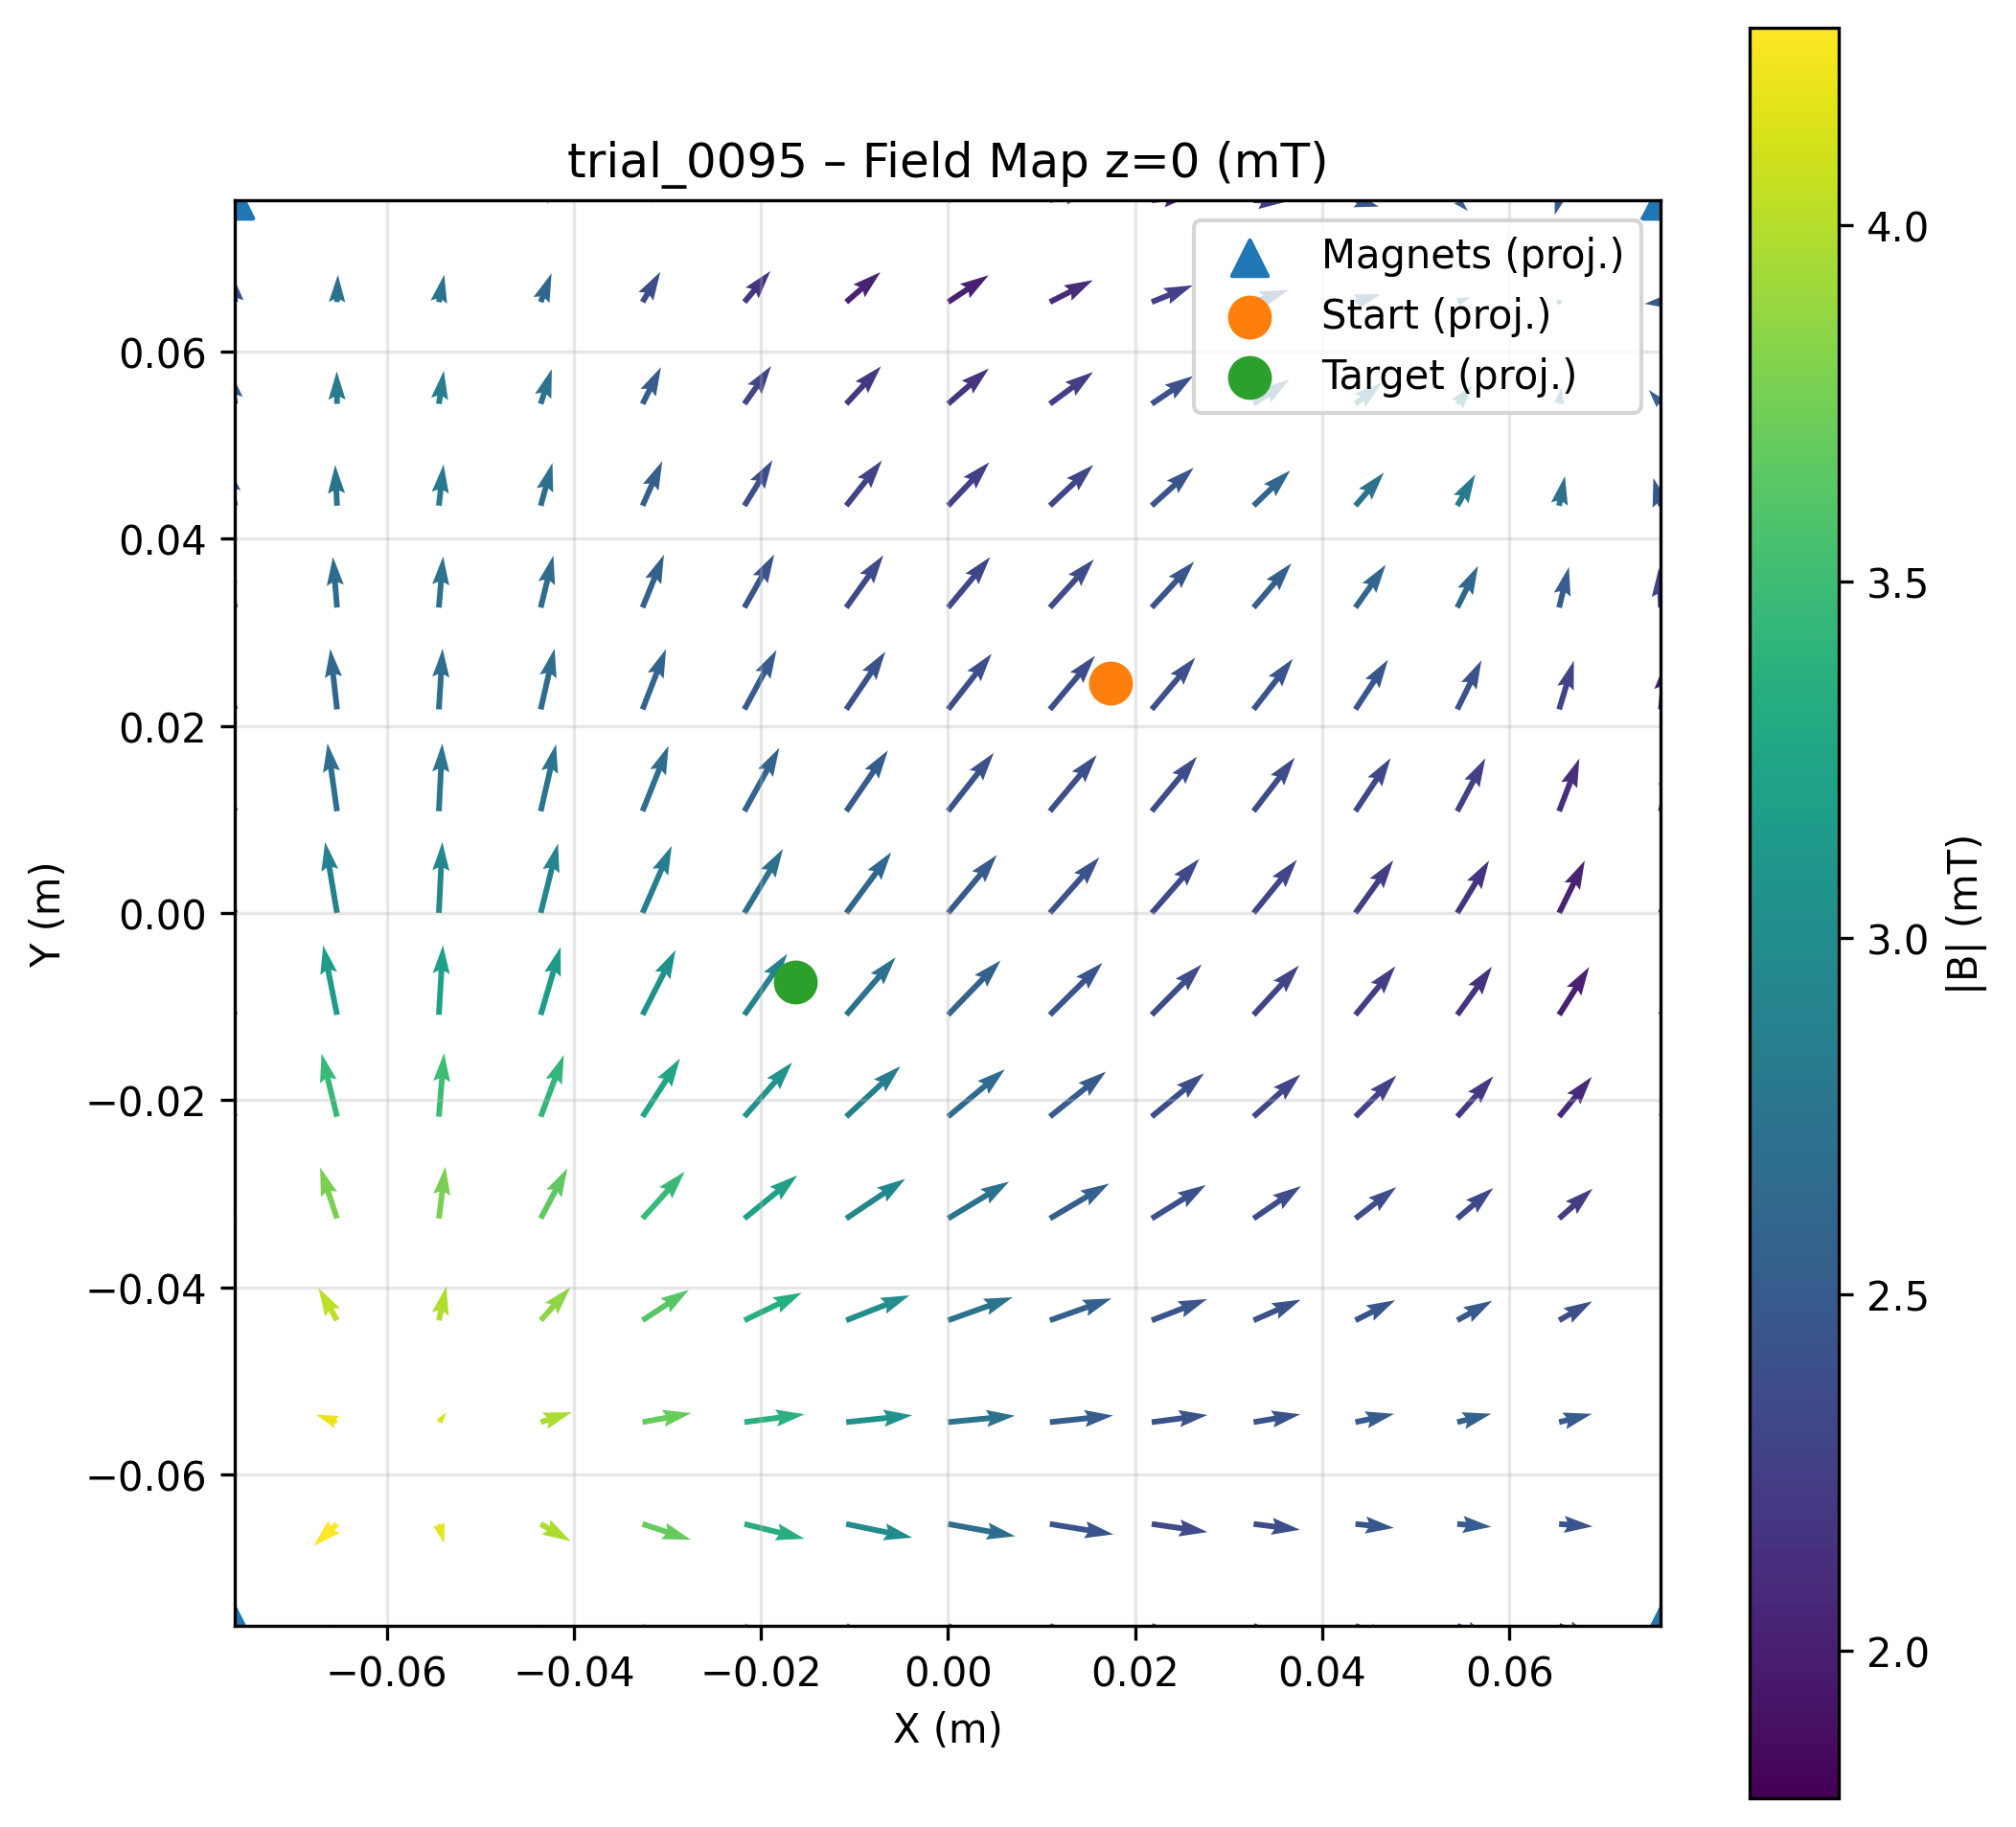 trial_0095 – Field Map z=0 (mT)
Magnets (proj.)
Start (proj.)
Target (proj.)
Y (m)
0.06
0.04
0.02
0.00
−0.02
−0.04
−0.06
−0.06
−0.04
−0.02
0.00
0.02
0.04
0.06
X (m)
4.0
3.5
3.0
2.5
2.0
|B| (mT)